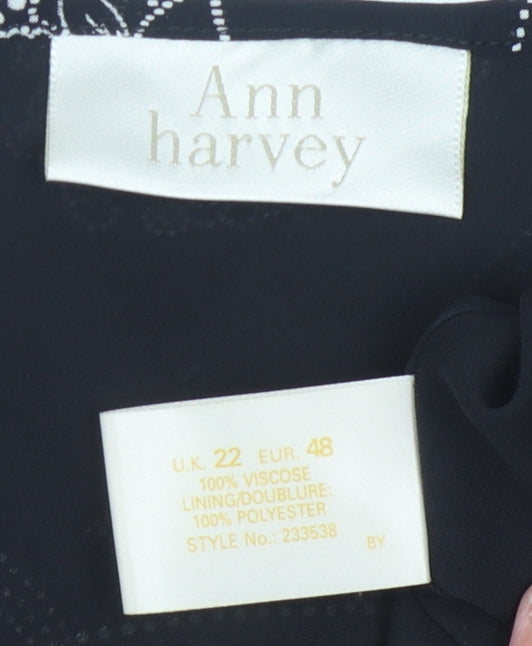 Ann
harvey
U.K. 22 EUR. 48
100% VISCOSE
LINING/DOUBLURE:
100% POLYESTER
STYLE No.: 233538
BY